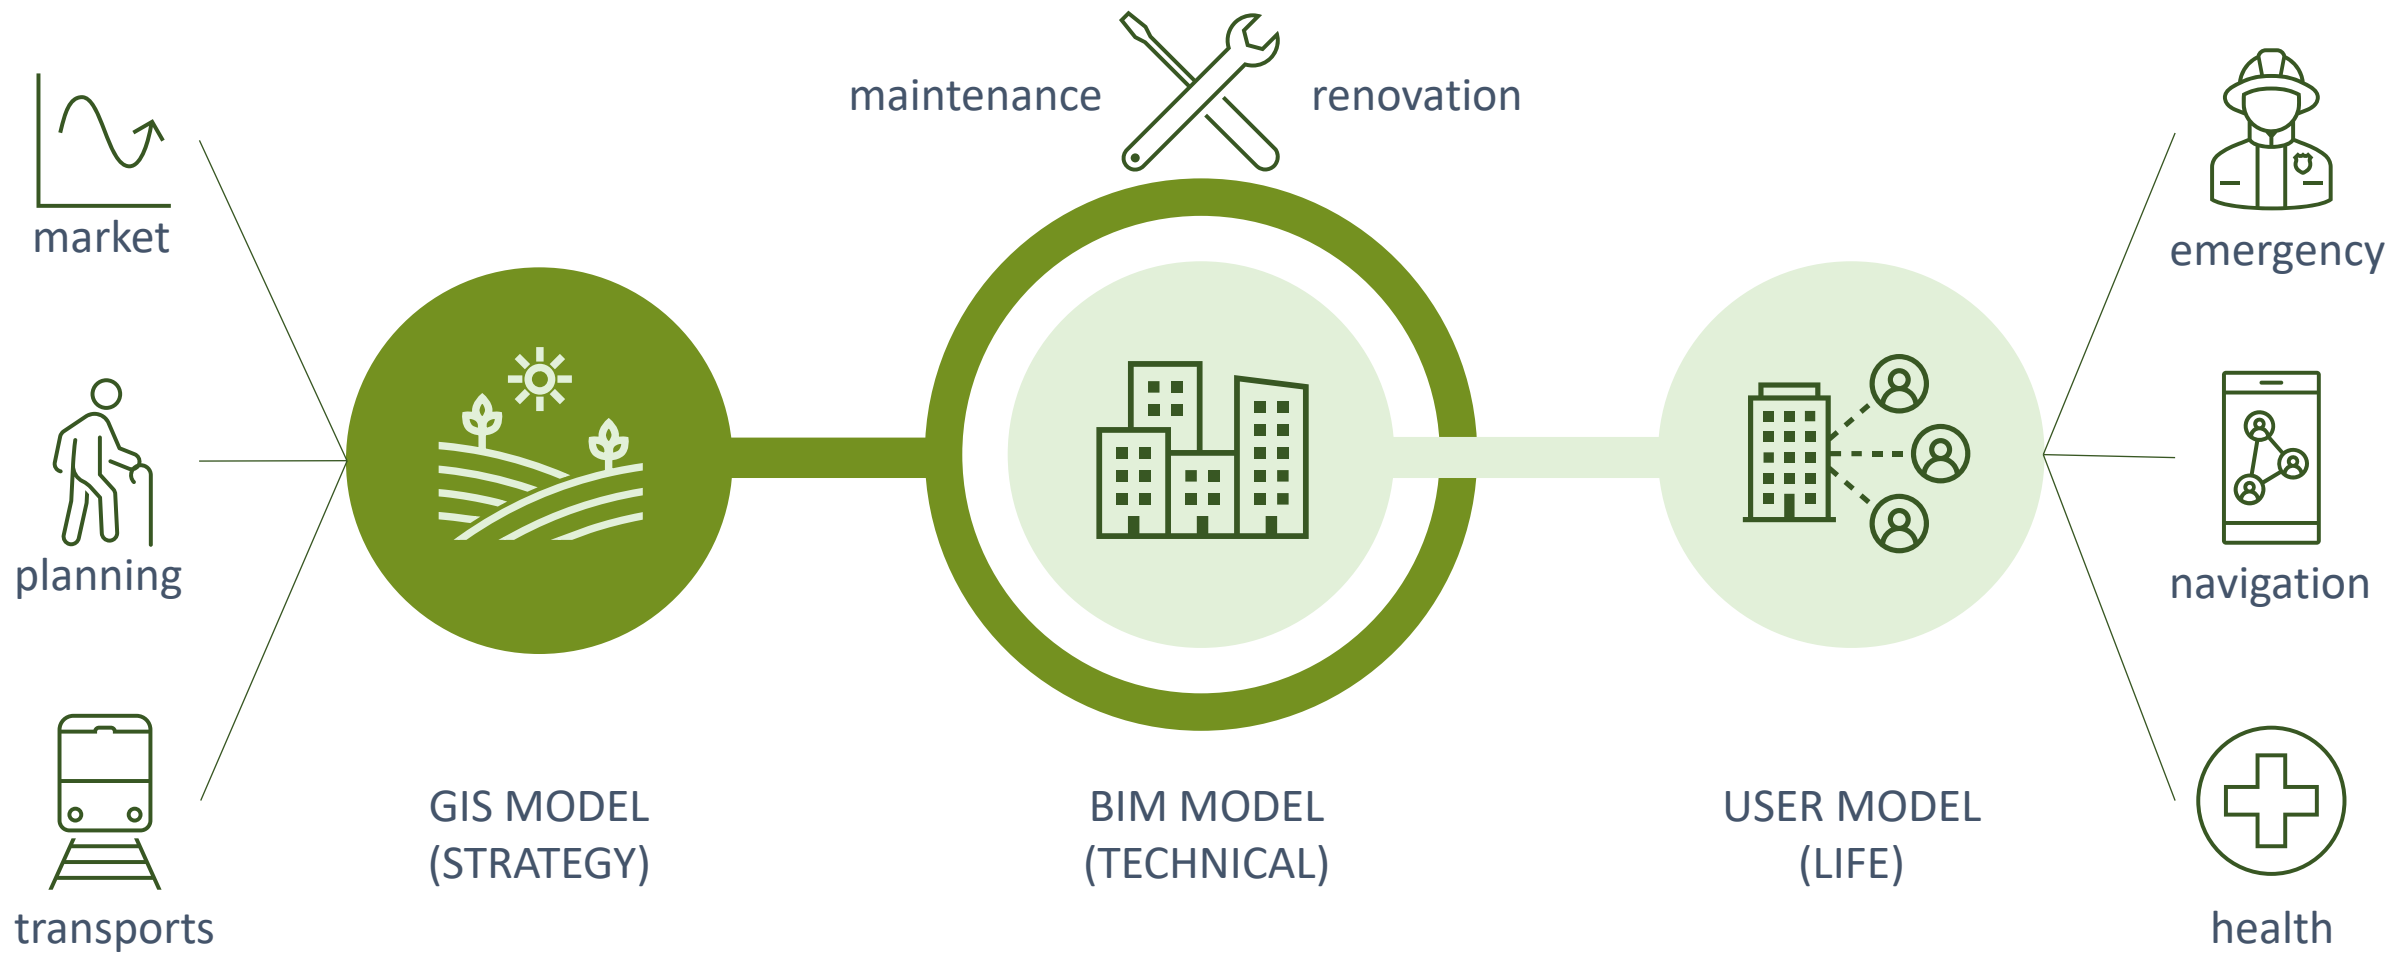 maintenance
renovation
market
emergency
planning
navigation
GIS MODEL
(STRATEGY)
BIM MODEL
(TECHNICAL)
USER MODEL
(LIFE)
transports
health